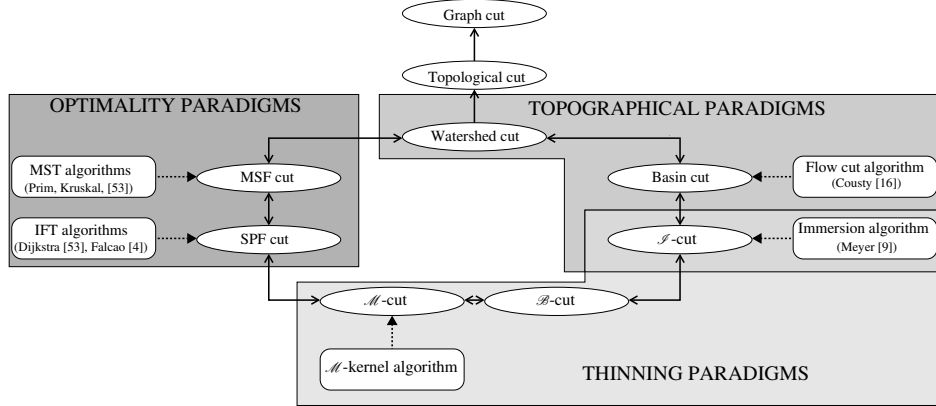 Graph cut
Topological cut
OPTIMALITY PARADIGMS
TOPOGRAPHICAL PARADIGMS
Watershed cut
MST algorithms
(Prim, Kruskal, [53])
MSF cut
Basin cut
Flow cut algorithm
(Cousty [16])
IFT algorithms
(Dijkstra [53], Falcao [4])
SPF cut
ℐ-cut
Immersion algorithm
(Meyer [9])
ℳ-cut
ℬ-cut
ℳ-kernel algorithm
THINNING PARADIGMS